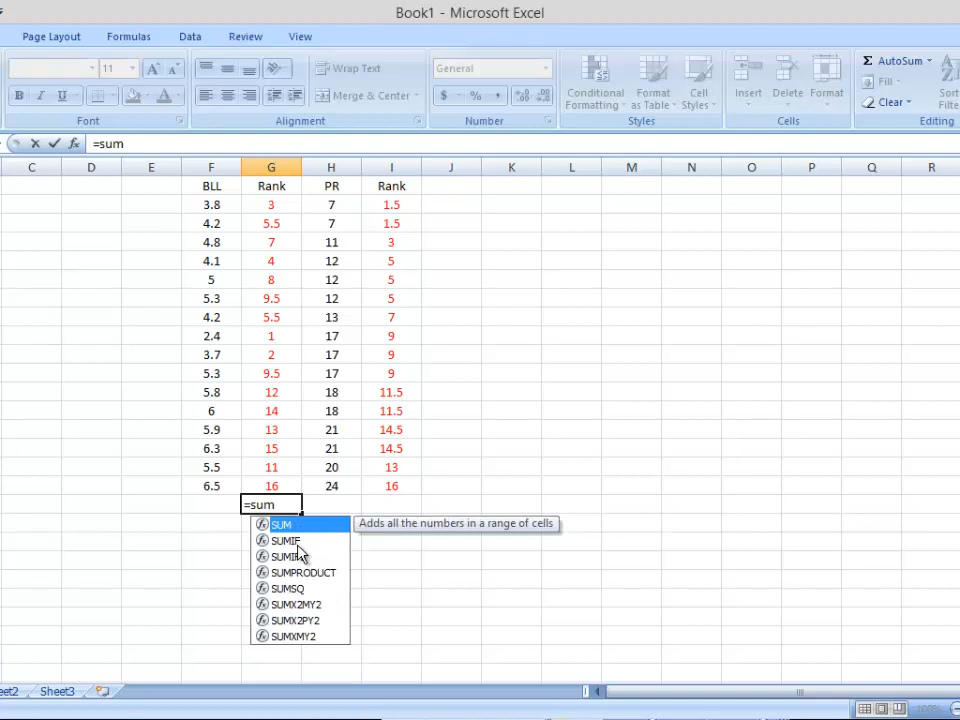 Book1 - Microsoft Excel
Page Layout Formulas Data Review View
11 A A Wrap Text General AutoSum
Fill
B I U Merge & Center $ % , Conditional Formatting Format as Table Cell Styles Insert Delete Format Clear
Font Alignment Number Styles Cells Editing
=sum
C D E F G H I J K L M N O P Q R
BLL Rank PR Rank
3.8 3 7 1.5
4.2 5.5 7 1.5
4.8 7 11 3
4.1 4 12 5
5 8 12 5
5.3 9.5 12 5
4.2 5.5 13 7
2.4 1 17 9
3.7 2 17 9
5.3 9.5 17 9
5.8 12 18 11.5
6 14 18 11.5
5.9 13 21 14.5
6.3 15 21 14.5
5.5 11 20 13
6.5 16 24 16
=sum
SUM Adds all the numbers in a range of cells
SUMIF
SUMIF
SUMPRODUCT
SUMSQ
SUMX2MY2
SUMX2PY2
SUMXMY2
eet2 Sheet3
100%